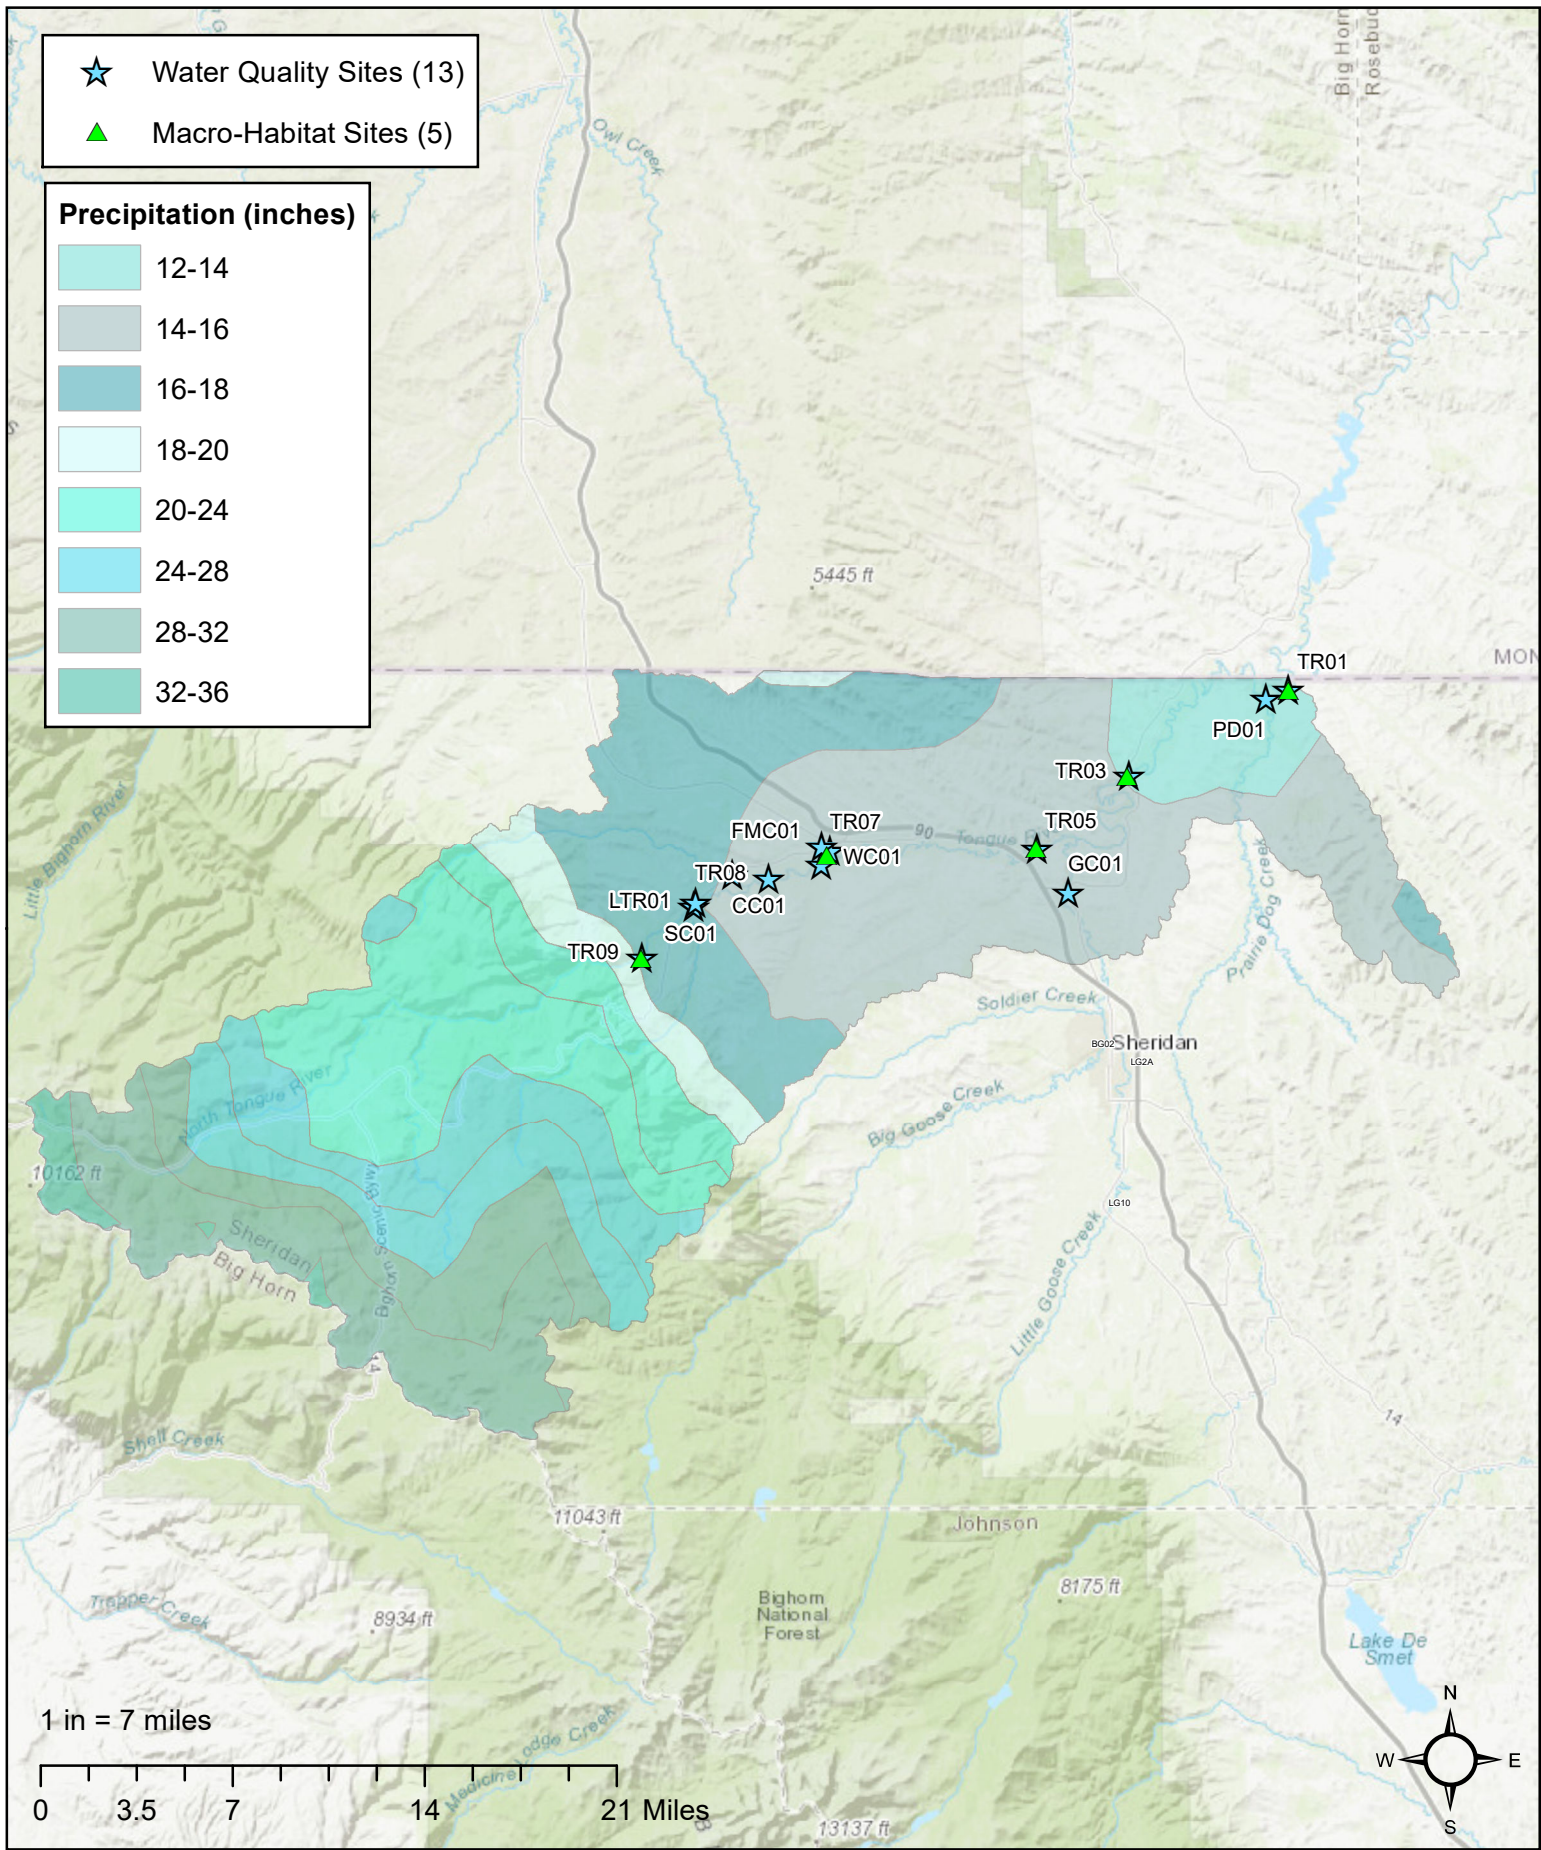 Water Quality Sites (13)
Macro-Habitat Sites (5)
Precipitation (inches)
12-14
14-16
16-18
18-20
20-24
24-28
28-32
32-36
Big Horn
Rosebud
Owl Creek
5445 ft
MON
TR01
PD01
TR03
TR05
GC01
TR07
FMC01
WC01
90
TR08
CC01
LTR01
SC01
TR09
Little Bighorn River
Prairie Dog Creek
Soldier Creek
Sheridan
BG02
LG2A
Big Goose Creek
LG10
Little Goose Creek
North Tongue River
10162 ft
Sheridan
Big Horn
14
Shell Creek
14
11043 ft
Johnson
8175 ft
Bighorn
National
Forest
Trapper Creek
8934 ft
Lake De
Smet
Medicine Lodge Creek
13137 ft
1 in = 7 miles
0 3.5 7 14 21 Miles
N
W E
S